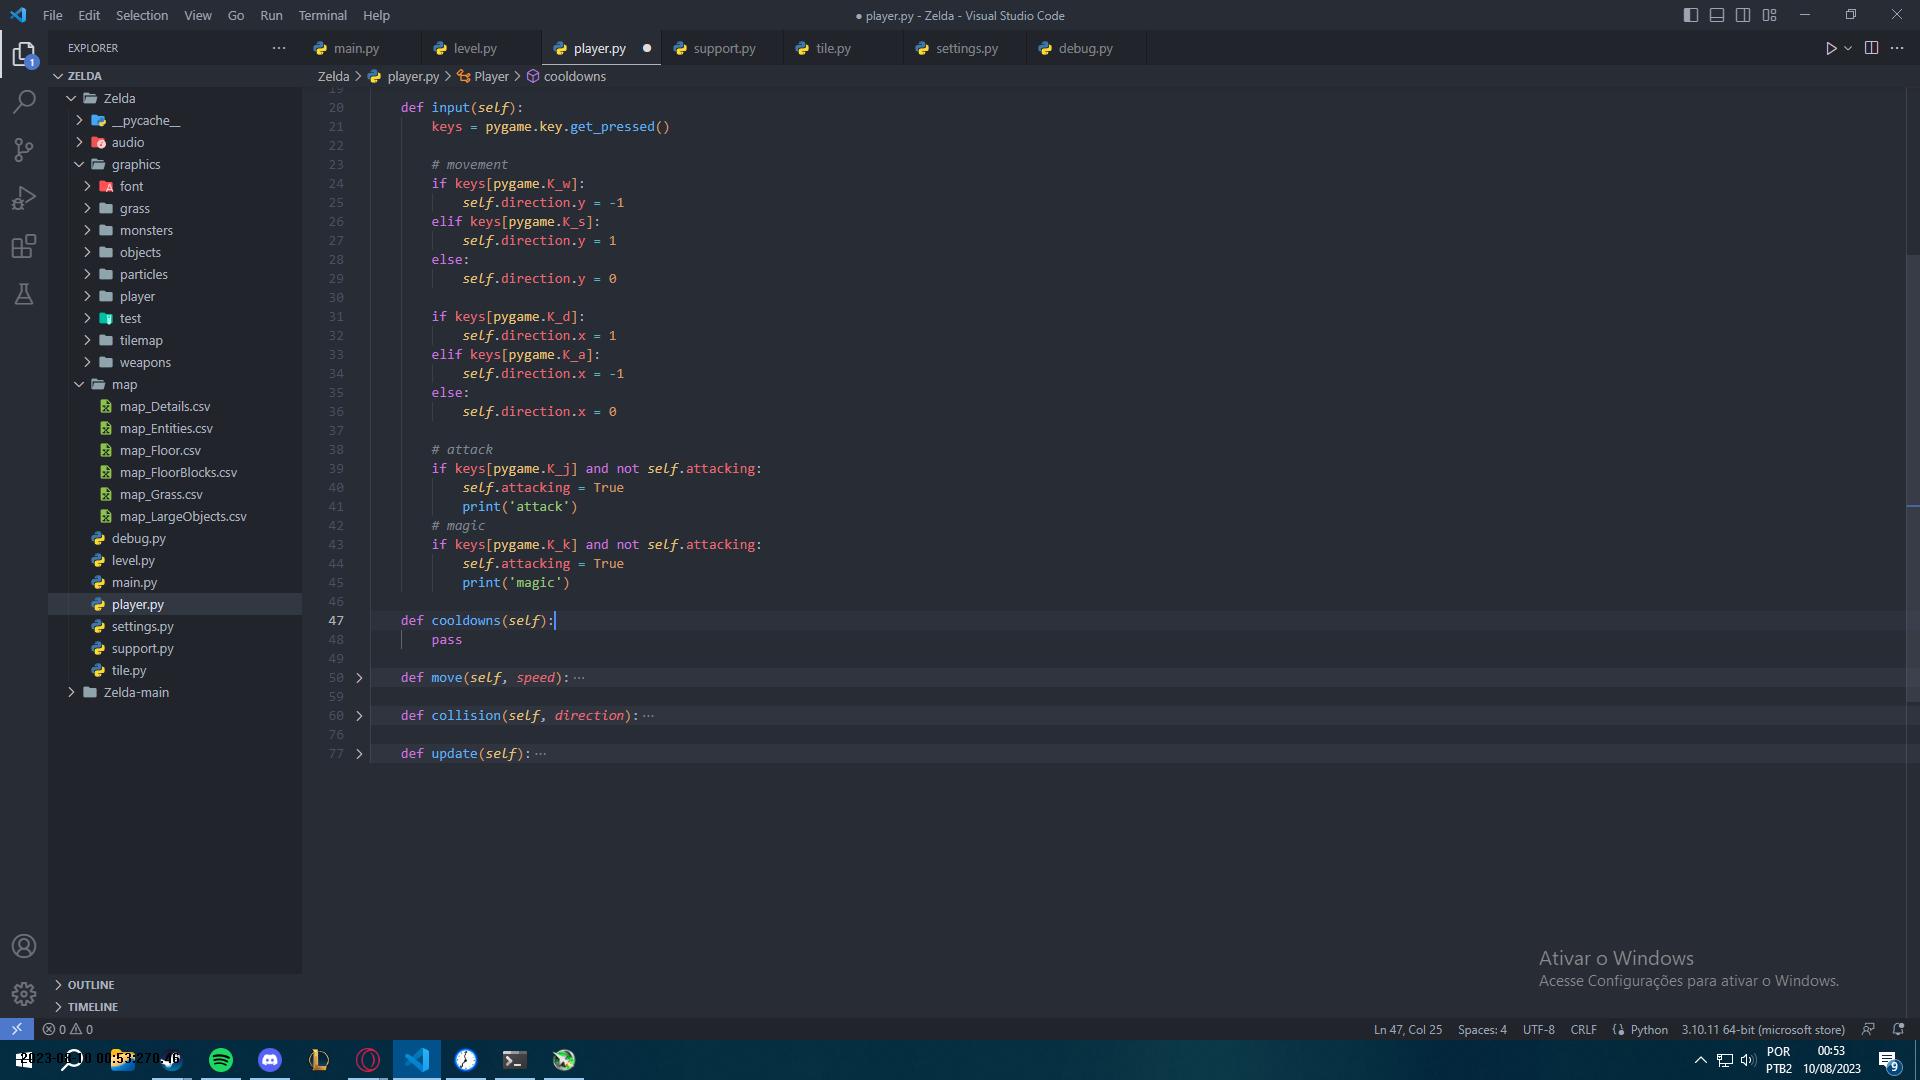 File Edit Selection View Go Run Terminal Help
● player.py - Zelda - Visual Studio Code
EXPLORER
main.py level.py player.py support.py tile.py settings.py debug.py
ZELDA
Zelda > player.py > Player > cooldowns
Zelda
__pycache__
audio
graphics
font
grass
monsters
objects
particles
player
test
tilemap
weapons
map
map_Details.csv
map_Entities.csv
map_Floor.csv
map_FloorBlocks.csv
map_Grass.csv
map_LargeObjects.csv
debug.py
level.py
main.py
player.py
settings.py
support.py
tile.py
Zelda-main
OUTLINE
TIMELINE
1
19
20 def input(self):
21 keys = pygame.key.get_pressed()
22
23 # movement
24 if keys[pygame.K_w]:
25 self.direction.y = -1
26 elif keys[pygame.K_s]:
27 self.direction.y = 1
28 else:
29 self.direction.y = 0
30
31 if keys[pygame.K_d]:
32 self.direction.x = 1
33 elif keys[pygame.K_a]:
34 self.direction.x = -1
35 else:
36 self.direction.x = 0
37
38 # attack
39 if keys[pygame.K_j] and not self.attacking:
40 self.attacking = True
41 print('attack')
42 # magic
43 if keys[pygame.K_k] and not self.attacking:
44 self.attacking = True
45 print('magic')
46
47 def cooldowns(self):
48 pass
49
50 def move(self, speed): ···
59
60 def collision(self, direction): ···
76
77 def update(self): ···
Ativar o Windows
Acesse Configurações para ativar o Windows.
0 0
Ln 47, Col 25 Spaces: 4 UTF-8 CRLF Python 3.10.11 64-bit (microsoft store)
POR
PTB2
00:53
10/08/2023
9